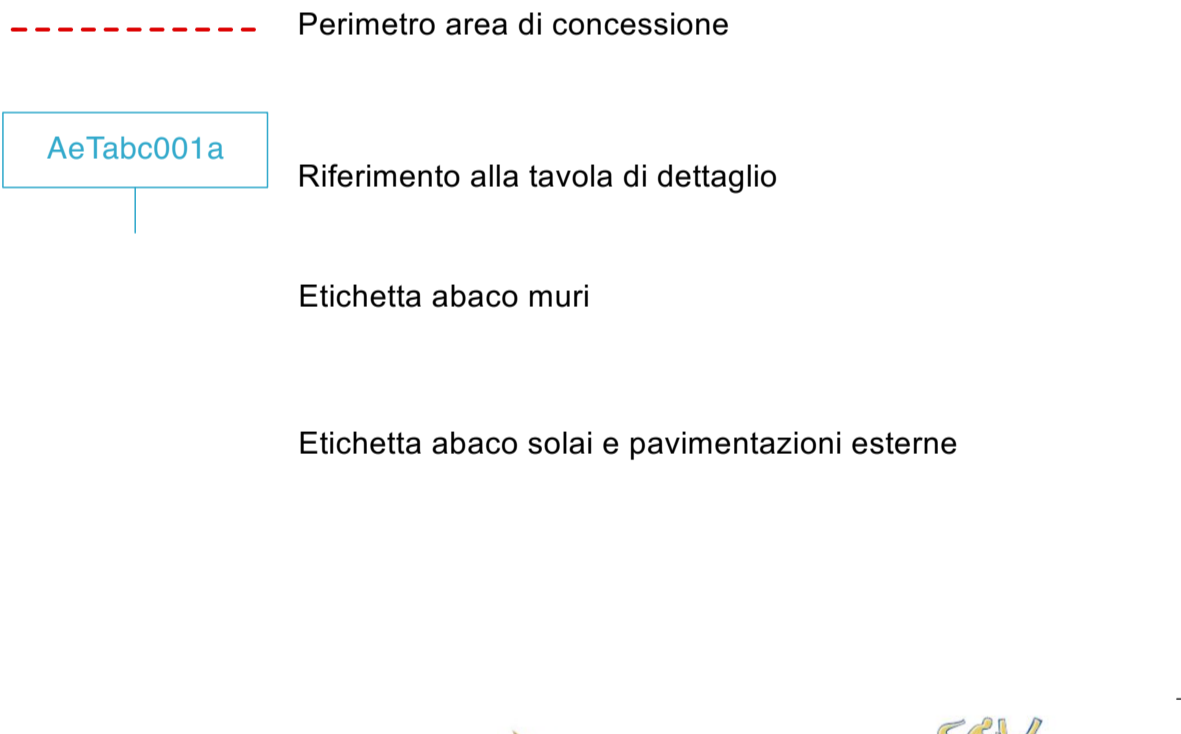 Perimetro area di concessione
AeTabc001a
Riferimento alla tavola di dettaglio
Etichetta abaco muri
Etichetta abaco solai e pavimentazioni esterne